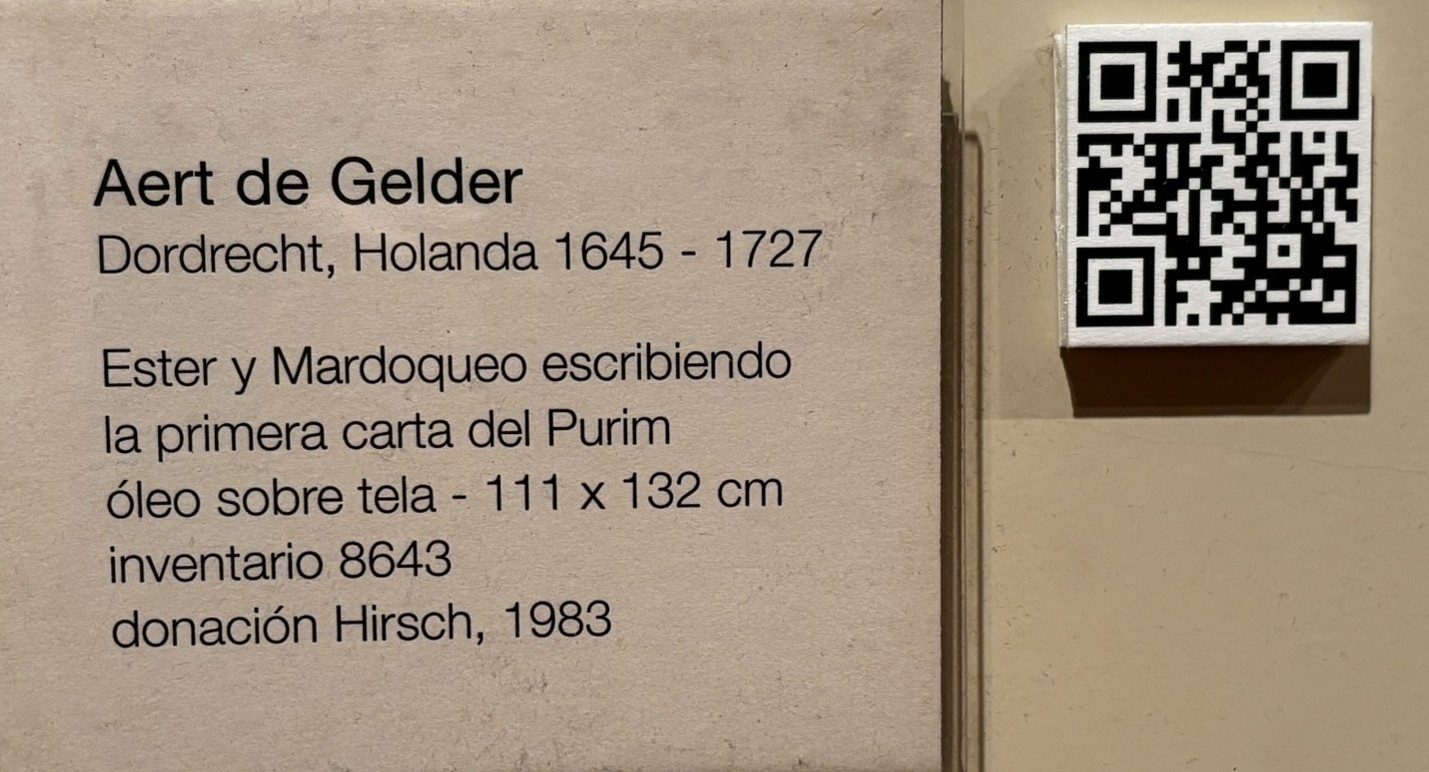 Aert de Gelder
Dordrecht, Holanda 1645 - 1727
Ester y Mardoqueo escribiendo
la primera carta del Purim
óleo sobre tela - 111 x 132 cm
inventario 8643
donación Hirsch, 1983